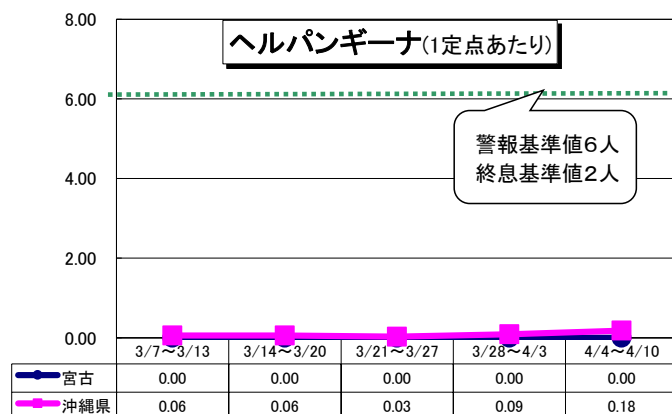 ヘルパンギーナ(1定点あたり)
8.00
6.00
4.00
2.00
0.00
警報基準値6人
終息基準値2人
3/7～3/13 3/14～3/20 3/21～3/27 3/28～4/3 4/4～4/10
宮古 0.00 0.00 0.00 0.00 0.00
沖縄県 0.06 0.06 0.03 0.09 0.18